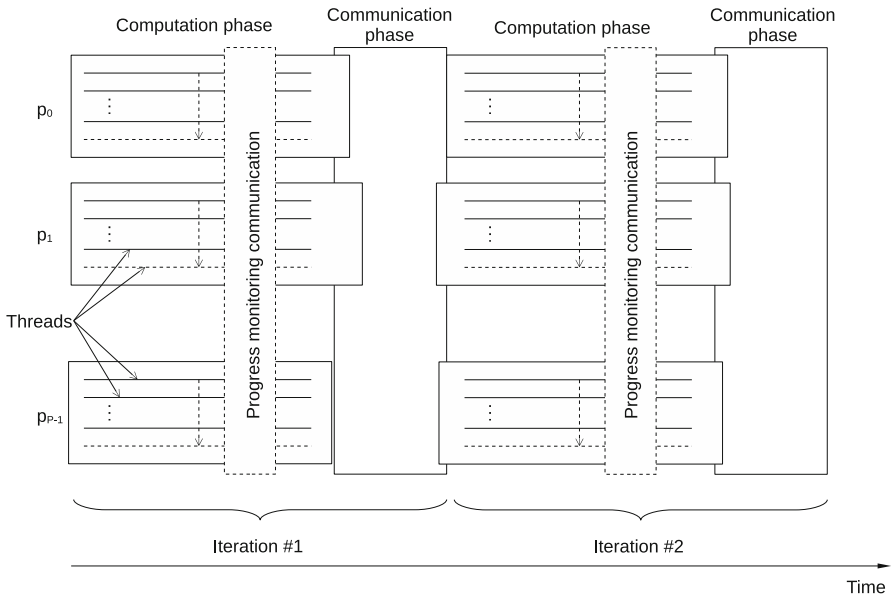 Computation phase
Communication
phase
Computation phase
Communication
phase
p0
p1
Threads
pP-1
Progress monitoring communication
Progress monitoring communication
Iteration #1
Iteration #2
Time